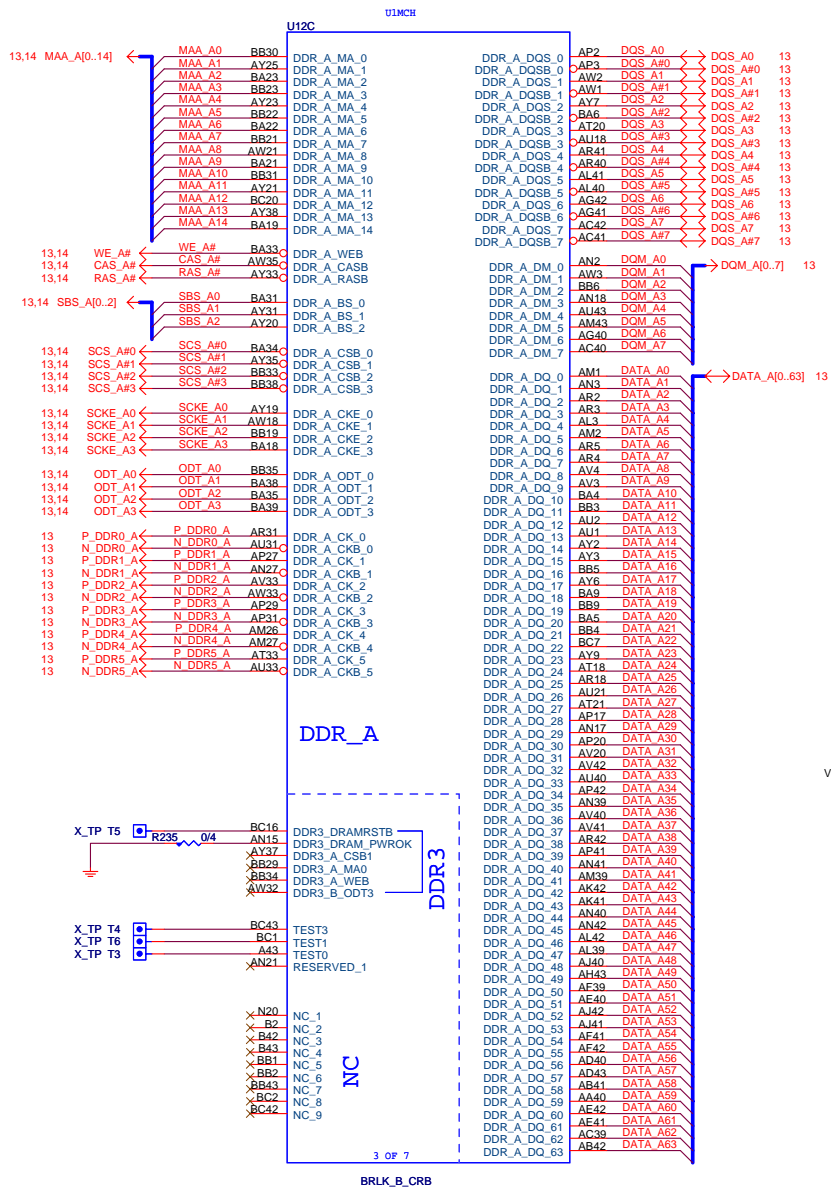 U1MCH
U12C
13,14 MAA_A[0..14]
MAA_A0 BB30 DDR_A_MA_0
MAA_A1 AY25 DDR_A_MA_1
MAA_A2 BA23 DDR_A_MA_2
MAA_A3 BB23 DDR_A_MA_3
MAA_A4 AY23 DDR_A_MA_4
MAA_A5 BB22 DDR_A_MA_5
MAA_A6 BA22 DDR_A_MA_6
MAA_A7 BB21 DDR_A_MA_7
MAA_A8 AW21 DDR_A_MA_8
MAA_A9 BA21 DDR_A_MA_9
MAA_A10 BB31 DDR_A_MA_10
MAA_A11 AY21 DDR_A_MA_11
MAA_A12 BC20 DDR_A_MA_12
MAA_A13 AY38 DDR_A_MA_13
MAA_A14 BA19 DDR_A_MA_14
13,14 WE_A# WE_A# BA33 DDR_A_WEB
13,14 CAS_A# CAS_A# AW35 DDR_A_CASB
13,14 RAS_A# RAS_A# AY33 DDR_A_RASB
13,14 SBS_A[0..2]
SBS_A0 BA31 DDR_A_BS_0
SBS_A1 AY31 DDR_A_BS_1
SBS_A2 AY20 DDR_A_BS_2
13,14 SCS_A#0 SCS_A#0 BA34 DDR_A_CSB_0
13,14 SCS_A#1 SCS_A#1 AY35 DDR_A_CSB_1
13,14 SCS_A#2 SCS_A#2 BB33 DDR_A_CSB_2
13,14 SCS_A#3 SCS_A#3 BB38 DDR_A_CSB_3
13,14 SCKE_A0 SCKE_A0 AY19 DDR_A_CKE_0
13,14 SCKE_A1 SCKE_A1 AW18 DDR_A_CKE_1
13,14 SCKE_A2 SCKE_A2 BB19 DDR_A_CKE_2
13,14 SCKE_A3 SCKE_A3 BA18 DDR_A_CKE_3
13,14 ODT_A0 ODT_A0 BB35 DDR_A_ODT_0
13,14 ODT_A1 ODT_A1 BA38 DDR_A_ODT_1
13,14 ODT_A2 ODT_A2 BA35 DDR_A_ODT_2
13,14 ODT_A3 ODT_A3 BA39 DDR_A_ODT_3
13 P_DDR0_A P_DDR0_A AR31 DDR_A_CK_0
13 N_DDR0_A N_DDR0_A AU31 DDR_A_CKB_0
13 P_DDR1_A P_DDR1_A AP27 DDR_A_CK_1
13 N_DDR1_A N_DDR1_A AN27 DDR_A_CKB_1
13 P_DDR2_A P_DDR2_A AV33 DDR_A_CK_2
13 N_DDR2_A N_DDR2_A AW33 DDR_A_CKB_2
13 P_DDR3_A P_DDR3_A AP29 DDR_A_CK_3
13 N_DDR3_A N_DDR3_A AP31 DDR_A_CKB_3
13 P_DDR4_A P_DDR4_A AM26 DDR_A_CK_4
13 N_DDR4_A N_DDR4_A AM27 DDR_A_CKB_4
13 P_DDR5_A P_DDR5_A AT33 DDR_A_CK_5
13 N_DDR5_A N_DDR5_A AU33 DDR_A_CKB_5
DDR_A
X_TP T5 BC16 DDR3_DRAMRSTB
R235 0/4 AN15 DDR3_DRAM_PWROK
AY37 DDR3_A_CSB1
BB29 DDR3_A_MA0
BB34 DDR3_A_WEB
AW32 DDR3_B_ODT3
DDR3
X_TP T4 BC43 TEST3
X_TP T6 BC1 TEST1
X_TP T3 A43 TEST0
AN21 RESERVED_1
N20 NC_1
B2 NC_2
B42 NC_3
B43 NC_4
BB1 NC_5
BB2 NC_6
BB43 NC_7
BC2 NC_8
BC42 NC_9
NC
DDR_A_DQS_0 AP2 DQS_A0 DQS_A0 13
DDR_A_DQSB_0 AP3 DQS_A#0 DQS_A#0 13
DDR_A_DQS_1 AW2 DQS_A1 DQS_A1 13
DDR_A_DQSB_1 AW1 DQS_A#1 DQS_A#1 13
DDR_A_DQS_2 AY7 DQS_A2 DQS_A2 13
DDR_A_DQSB_2 BA6 DQS_A#2 DQS_A#2 13
DDR_A_DQS_3 AT20 DQS_A3 DQS_A3 13
DDR_A_DQSB_3 AU18 DQS_A#3 DQS_A#3 13
DDR_A_DQS_4 AR41 DQS_A4 DQS_A4 13
DDR_A_DQSB_4 AR40 DQS_A#4 DQS_A#4 13
DDR_A_DQS_5 AL41 DQS_A5 DQS_A5 13
DDR_A_DQSB_5 AL40 DQS_A#5 DQS_A#5 13
DDR_A_DQS_6 AG42 DQS_A6 DQS_A6 13
DDR_A_DQSB_6 AG41 DQS_A#6 DQS_A#6 13
DDR_A_DQS_7 AC42 DQS_A7 DQS_A7 13
DDR_A_DQSB_7 AC41 DQS_A#7 DQS_A#7 13
DQM_A[0..7] 13
DDR_A_DM_0 AN2 DQM_A0
DDR_A_DM_1 AW3 DQM_A1
DDR_A_DM_2 BB6 DQM_A2
DDR_A_DM_3 AN18 DQM_A3
DDR_A_DM_4 AU43 DQM_A4
DDR_A_DM_5 AM43 DQM_A5
DDR_A_DM_6 AG40 DQM_A6
DDR_A_DM_7 AC40 DQM_A7
DATA_A[0..63] 13
DDR_A_DQ_0 AM1 DATA_A0
DDR_A_DQ_1 AN3 DATA_A1
DDR_A_DQ_2 AR2 DATA_A2
DDR_A_DQ_3 AR3 DATA_A3
DDR_A_DQ_4 AL3 DATA_A4
DDR_A_DQ_5 AM2 DATA_A5
DDR_A_DQ_6 AR5 DATA_A6
DDR_A_DQ_7 AR4 DATA_A7
DDR_A_DQ_8 AV4 DATA_A8
DDR_A_DQ_9 AV3 DATA_A9
DDR_A_DQ_10 BA4 DATA_A10
DDR_A_DQ_11 BB3 DATA_A11
DDR_A_DQ_12 AU2 DATA_A12
DDR_A_DQ_13 AU1 DATA_A13
DDR_A_DQ_14 AY2 DATA_A14
DDR_A_DQ_15 AY3 DATA_A15
DDR_A_DQ_16 BB5 DATA_A16
DDR_A_DQ_17 AY6 DATA_A17
DDR_A_DQ_18 BA9 DATA_A18
DDR_A_DQ_19 BB9 DATA_A19
DDR_A_DQ_20 BA5 DATA_A20
DDR_A_DQ_21 BB4 DATA_A21
DDR_A_DQ_22 BC7 DATA_A22
DDR_A_DQ_23 AY9 DATA_A23
DDR_A_DQ_24 AT18 DATA_A24
DDR_A_DQ_25 AR18 DATA_A25
DDR_A_DQ_26 AU21 DATA_A26
DDR_A_DQ_27 AT21 DATA_A27
DDR_A_DQ_28 AP17 DATA_A28
DDR_A_DQ_29 AN17 DATA_A29
DDR_A_DQ_30 AP20 DATA_A30
DDR_A_DQ_31 AV20 DATA_A31
DDR_A_DQ_32 AV42 DATA_A32
DDR_A_DQ_33 AU40 DATA_A33
DDR_A_DQ_34 AP42 DATA_A34
DDR_A_DQ_35 AN39 DATA_A35
DDR_A_DQ_36 AV40 DATA_A36
DDR_A_DQ_37 AV41 DATA_A37
DDR_A_DQ_38 AR42 DATA_A38
DDR_A_DQ_39 AP41 DATA_A39
DDR_A_DQ_40 AN41 DATA_A40
DDR_A_DQ_41 AM39 DATA_A41
DDR_A_DQ_42 AK42 DATA_A42
DDR_A_DQ_43 AK41 DATA_A43
DDR_A_DQ_44 AN40 DATA_A44
DDR_A_DQ_45 AN42 DATA_A45
DDR_A_DQ_46 AL42 DATA_A46
DDR_A_DQ_47 AL39 DATA_A47
DDR_A_DQ_48 AJ40 DATA_A48
DDR_A_DQ_49 AH43 DATA_A49
DDR_A_DQ_50 AF39 DATA_A50
DDR_A_DQ_51 AE40 DATA_A51
DDR_A_DQ_52 AJ42 DATA_A52
DDR_A_DQ_53 AJ41 DATA_A53
DDR_A_DQ_54 AF41 DATA_A54
DDR_A_DQ_55 AF42 DATA_A55
DDR_A_DQ_56 AD40 DATA_A56
DDR_A_DQ_57 AD43 DATA_A57
DDR_A_DQ_58 AB41 DATA_A58
DDR_A_DQ_59 AA40 DATA_A59
DDR_A_DQ_60 AE42 DATA_A60
DDR_A_DQ_61 AE41 DATA_A61
DDR_A_DQ_62 AC39 DATA_A62
DDR_A_DQ_63 AB42 DATA_A63
V
3 OF 7
BRLK_B_CRB